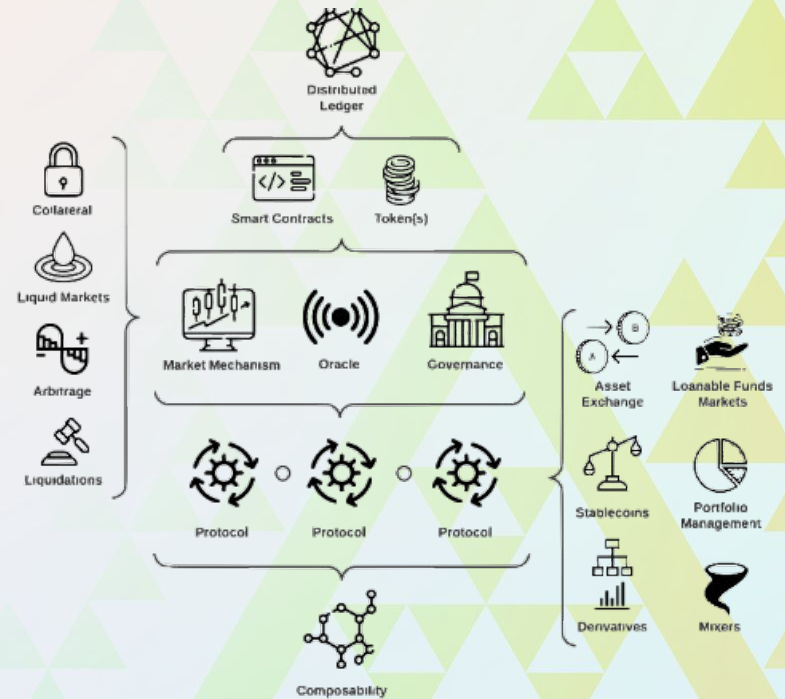 Distributed
Ledger
Collateral
Smart Contracts
Token(s)
Liquid Markets
Arbitrage
Liquidations
Market Mechanism
Oracle
Governance
Protocol
Protocol
Protocol
Composability
B
A
Asset
Exchange
Loanable Funds
Markets
Stablecoins
Portfolio
Management
Derivatives
Mixers